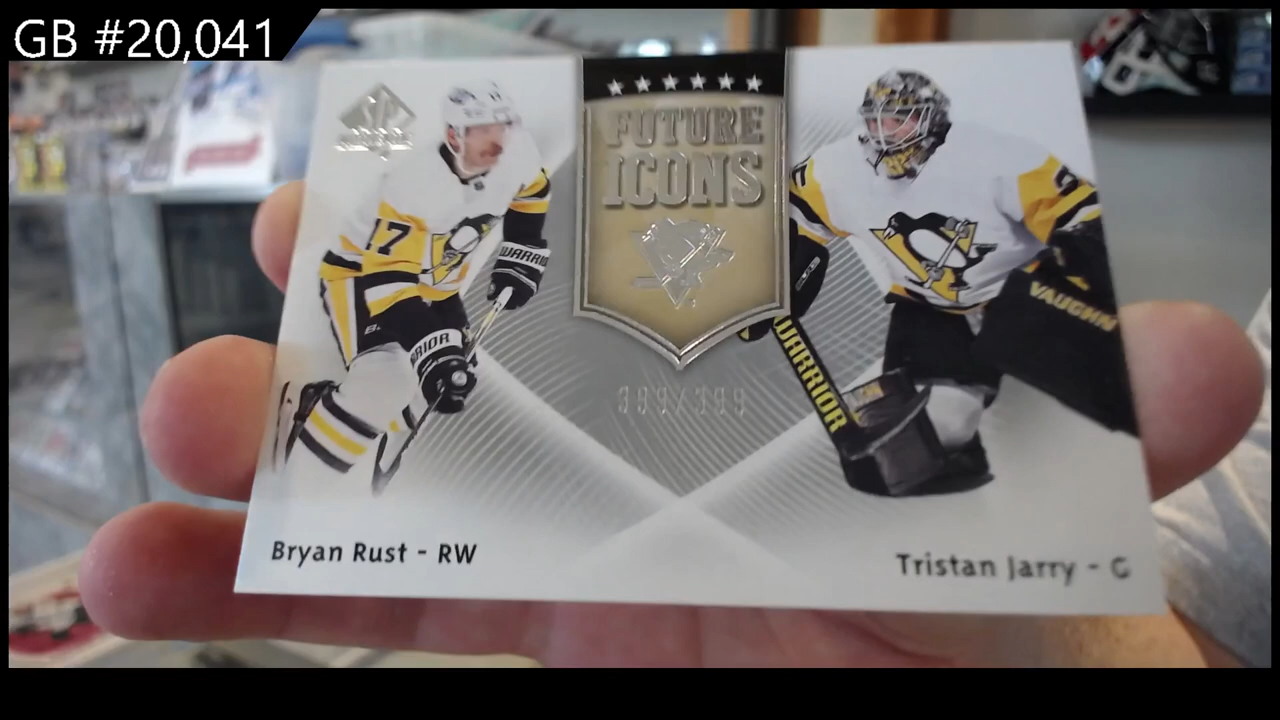 GB #20,041
FUTURE
ICONS
17
WARRIOR
VAUGHN
WARRIOR
Bryan Rust - RW
Tristan Jarry - G